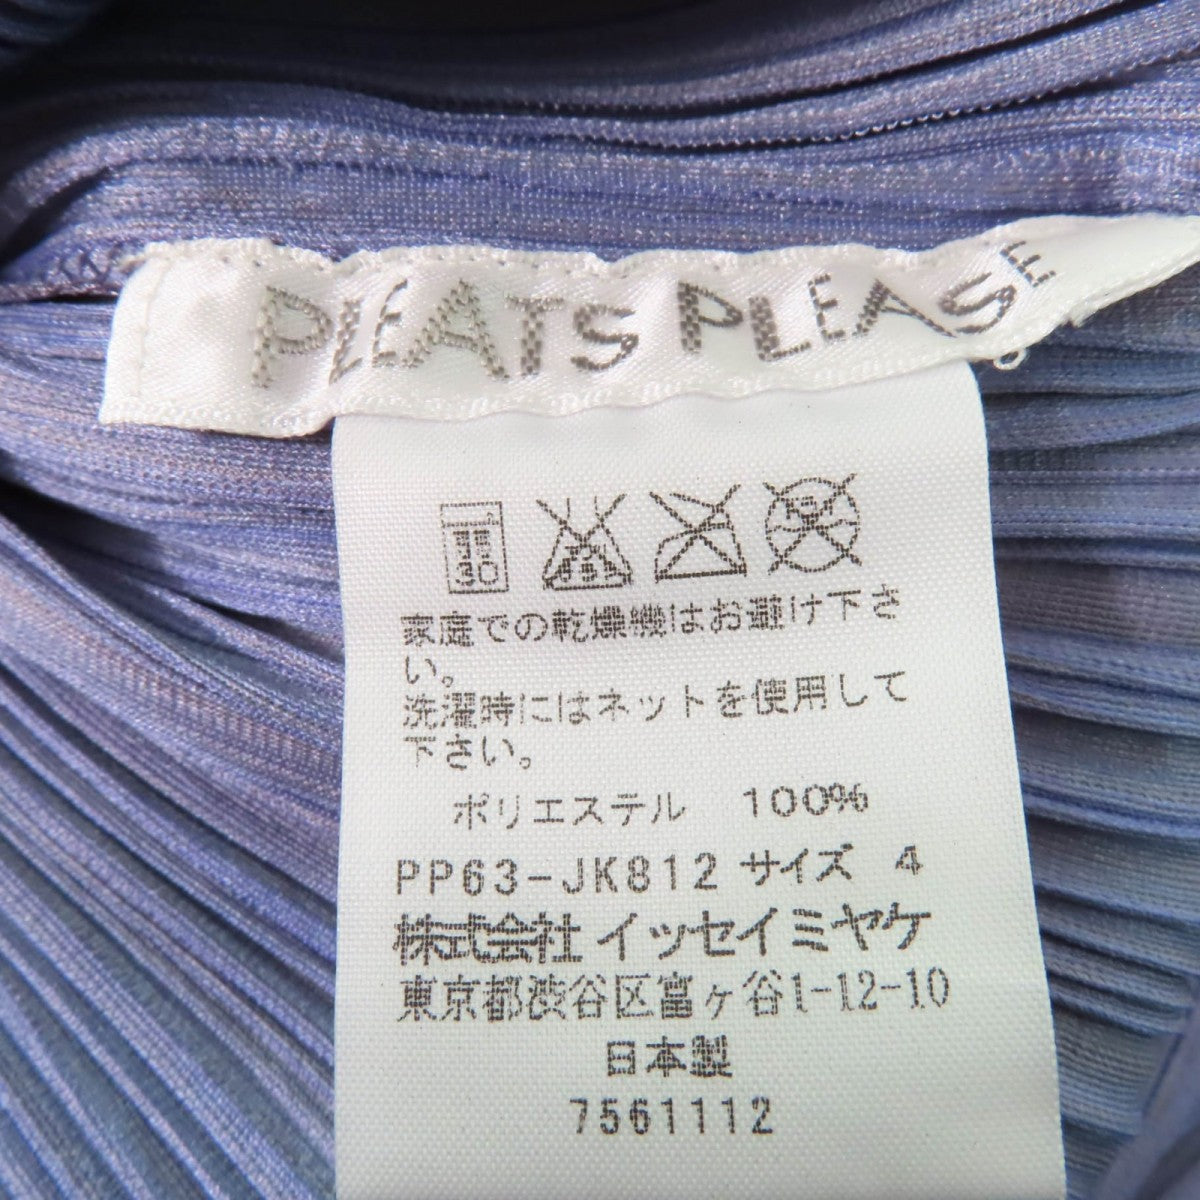 PLEATS PLEASE
30
家庭での乾燥機はお避け下さ
い。
洗濯時にはネットを使用して
下さい。
ポリエステル 100%
PP63-JK812 サイズ 4
株式会社 イッセイミヤケ
東京都渋谷区富ヶ谷1-12-10
日本製
7561112